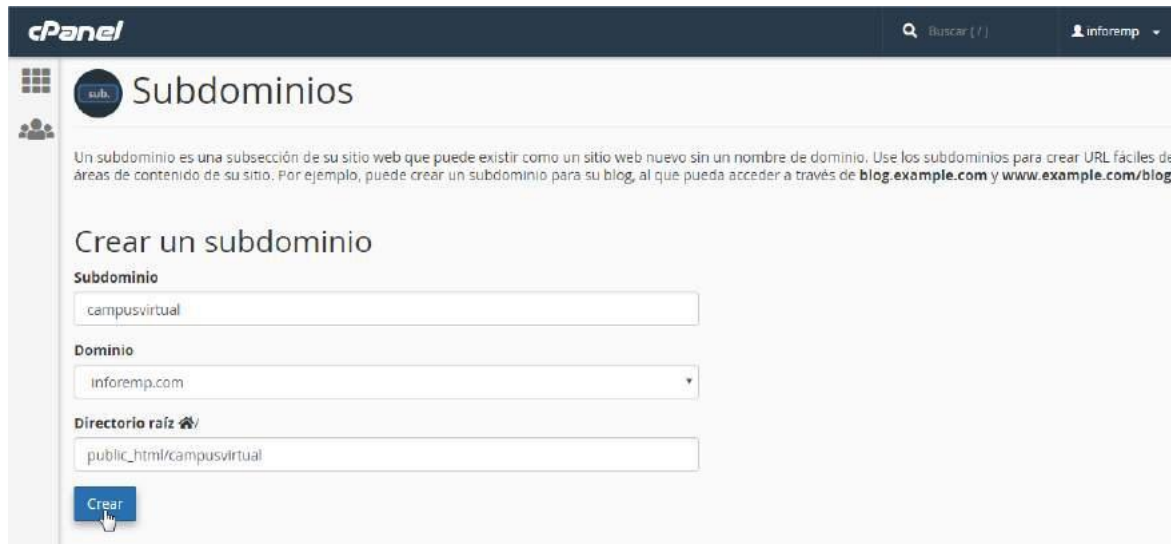 cPanel
Buscar ( / )
inforemp
sub.
Subdominios
Un subdominio es una subsección de su sitio web que puede existir como un sitio web nuevo sin un nombre de dominio. Use los subdominios para crear URL fáciles de
áreas de contenido de su sitio. Por ejemplo, puede crear un subdominio para su blog, al que pueda acceder a través de blog.example.com y www.example.com/blog
Crear un subdominio
Subdominio
campusvirtual
Dominio
inforemp.com
Directorio raíz /
public_html/campusvirtual
Crear